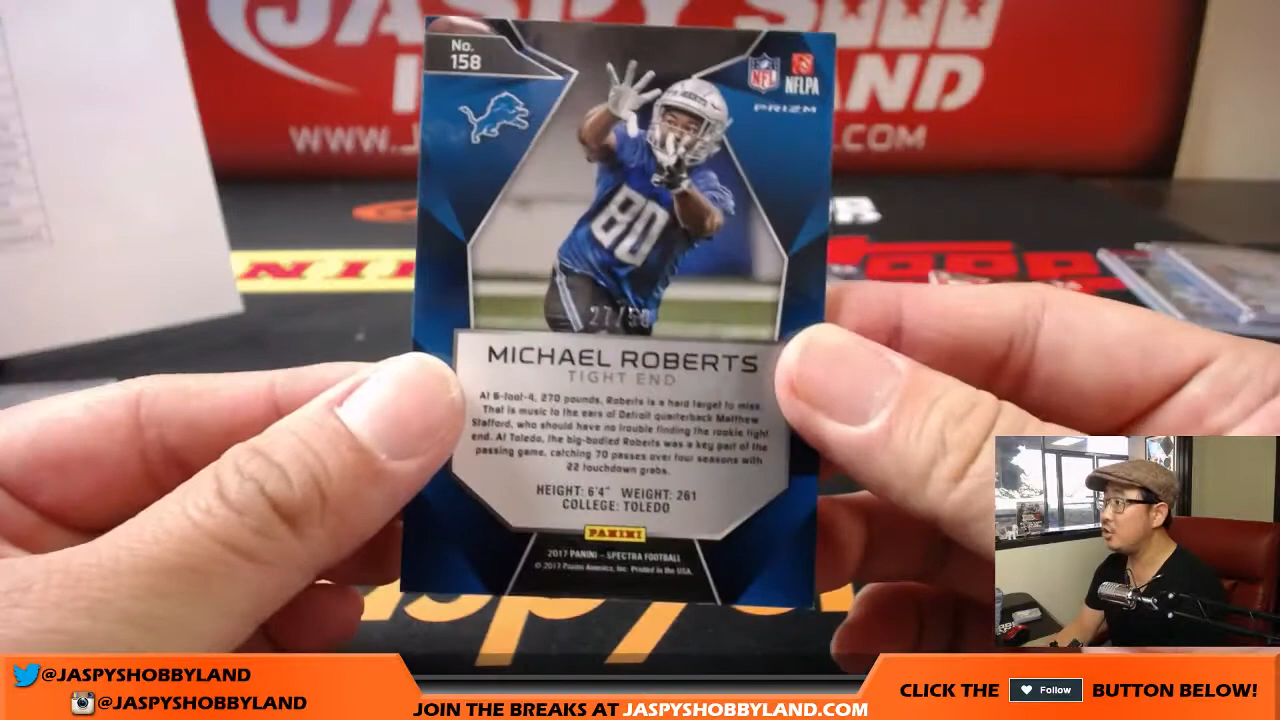 JASPY'S
LAND
WWW.J
.COM
No.
158
NFL
NFLPA
PRIZM
80
27/50
MICHAEL ROBERTS
TIGHT END
At 6-foot-4, 270 pounds, Roberts is a hard target to miss.
That is music to the ears of Detroit quarterback Matthew
Stafford, who should have no trouble finding the rookie tight
end. At Toledo, the big-bodied Roberts was a key part of the
passing game, catching 70 passes over four seasons with
22 touchdown grabs.
HEIGHT: 6'4" WEIGHT: 261
COLLEGE: TOLEDO
PANINI
2017 PANINI – SPECTRA FOOTBALL
© 2017 Panini America, Inc. Printed in the USA.
@JASPYSHOBBYLAND
@JASPYSHOBBYLAND
JOIN THE BREAKS AT JASPYSHOBBYLAND.COM
CLICK THE Follow BUTTON BELOW!